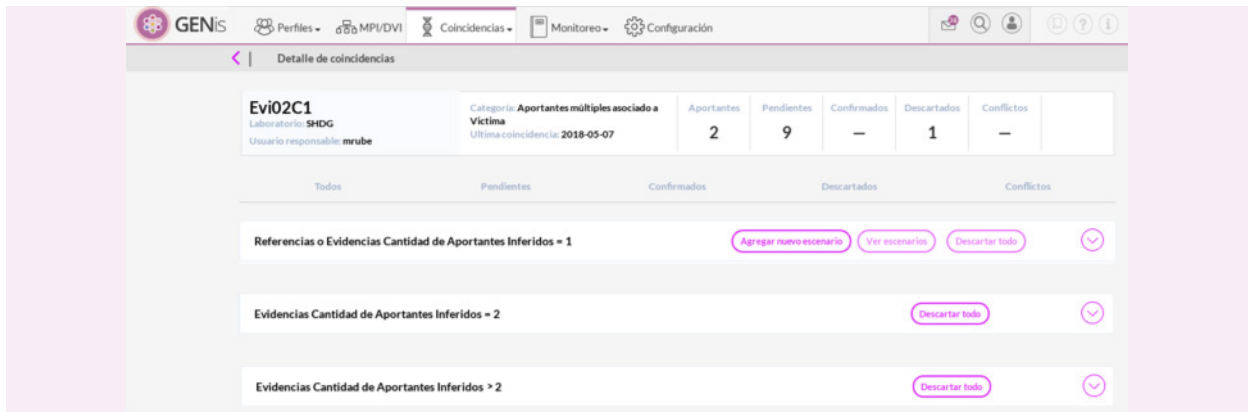 GENis Perfiles MPI/DVI Coincidencias Monitoreo Configuración
Detalle de coincidencias
Evi02C1
Laboratorio: SHDG
Usuario responsable: mrube
Categoría: Aportantes múltiples asociado a
Víctima
Ultima coincidencia: 2018-05-07
Aportantes Pendientes Confirmados Descartados Conflictos
2 9 — 1 —
Todos Pendientes Confirmados Descartados Conflictos
Referencias o Evidencias Cantidad de Aportantes Inferidos = 1 Agregar nuevo escenario Ver escenarios Descartar todo
Evidencias Cantidad de Aportantes Inferidos = 2 Descartar todo
Evidencias Cantidad de Aportantes Inferidos > 2 Descartar todo